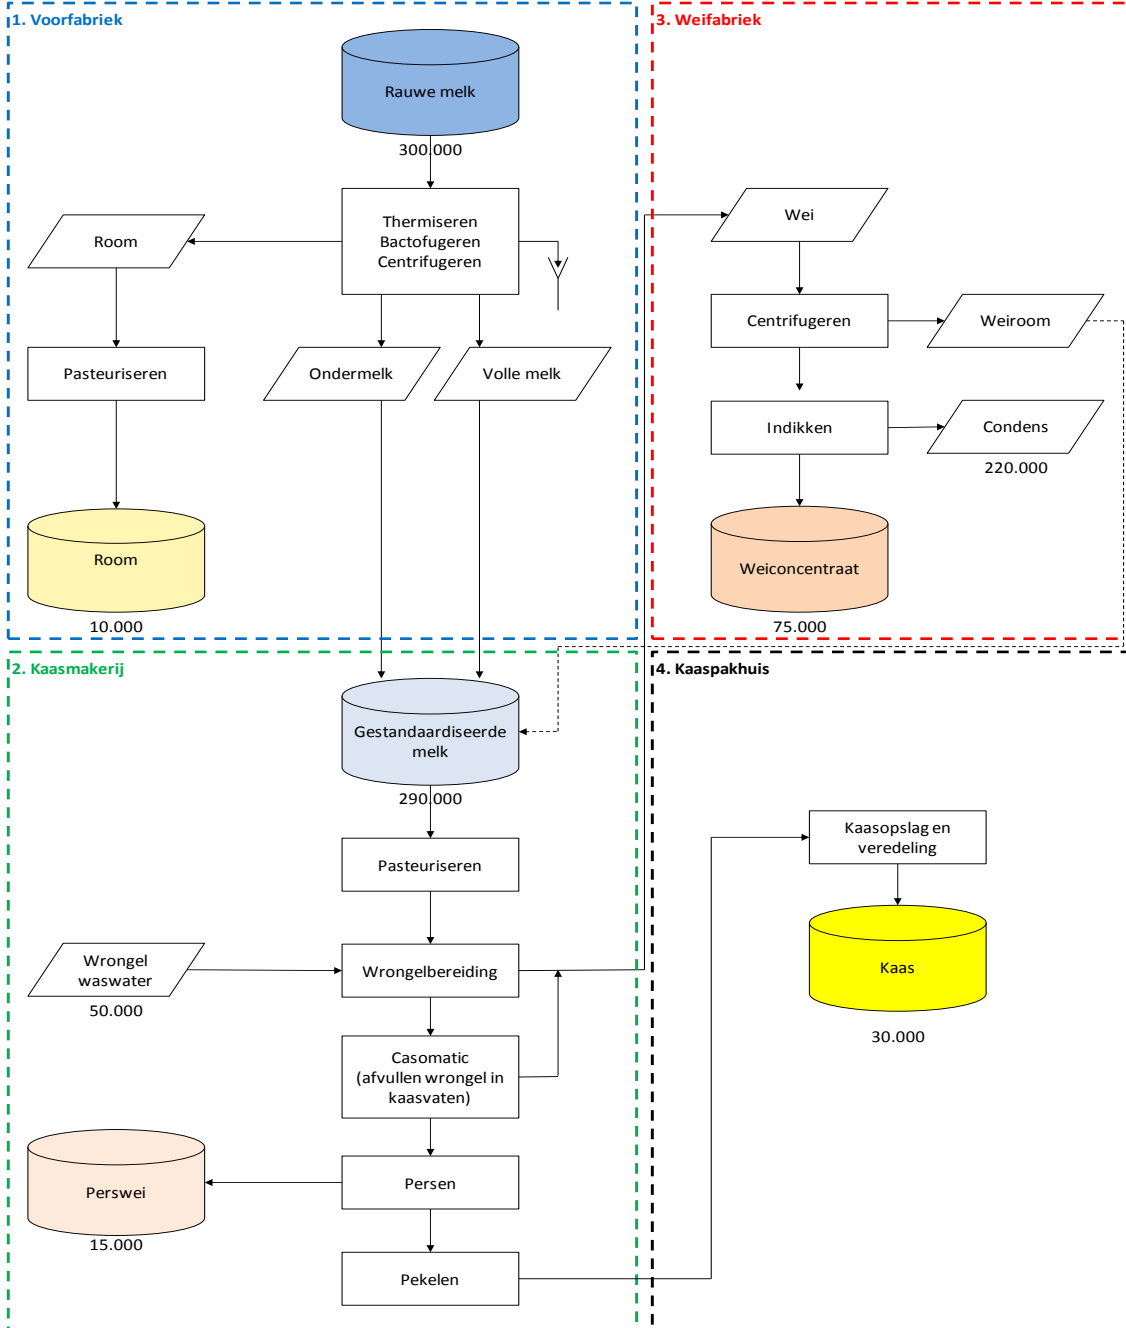 1. Voorfabriek
Rauwe melk
300.000
Thermiseren
Bactofugeren
Centrifugeren
Room
Pasteuriseren
Ondermelk
Volle melk
Room
10.000
3. Weifabriek
Wei
Centrifugeren
Weiroom
Indikken
Condens
220.000
Weiconcentraat
75.000
2. Kaasmakerij
Gestandaardiseerde
melk
290.000
Pasteuriseren
Wrongel
waswater
50.000
Wrongelbereiding
Casomatic
(afvullen wrongel in
kaasvaten)
Perswei
15.000
Persen
Pekelen
4. Kaaspakhuis
Kaasopslag en
veredeling
Kaas
30.000